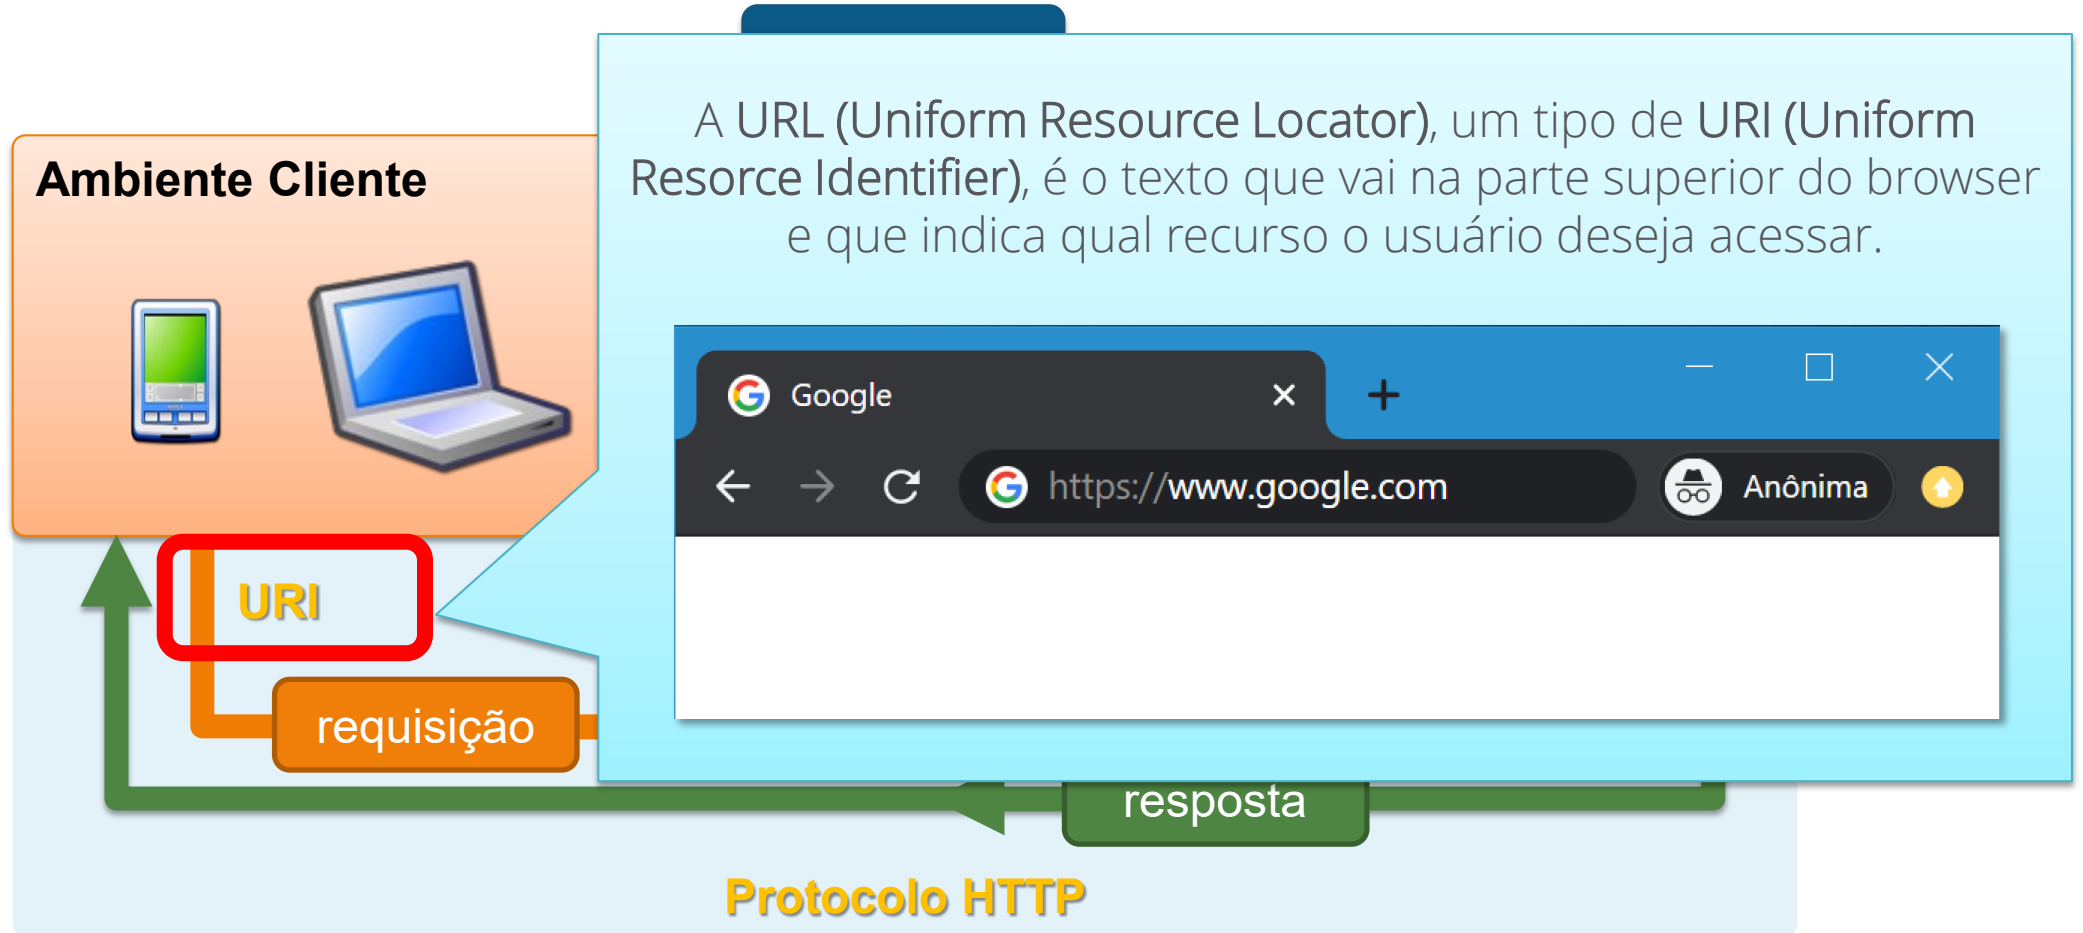 A URL (Uniform Resource Locator), um tipo de URI (Uniform
Resorce Identifier), é o texto que vai na parte superior do browser
e que indica qual recurso o usuário deseja acessar.
Ambiente Cliente
Google
https://www.google.com
Anônima
URI
requisição
resposta
Protocolo HTTP